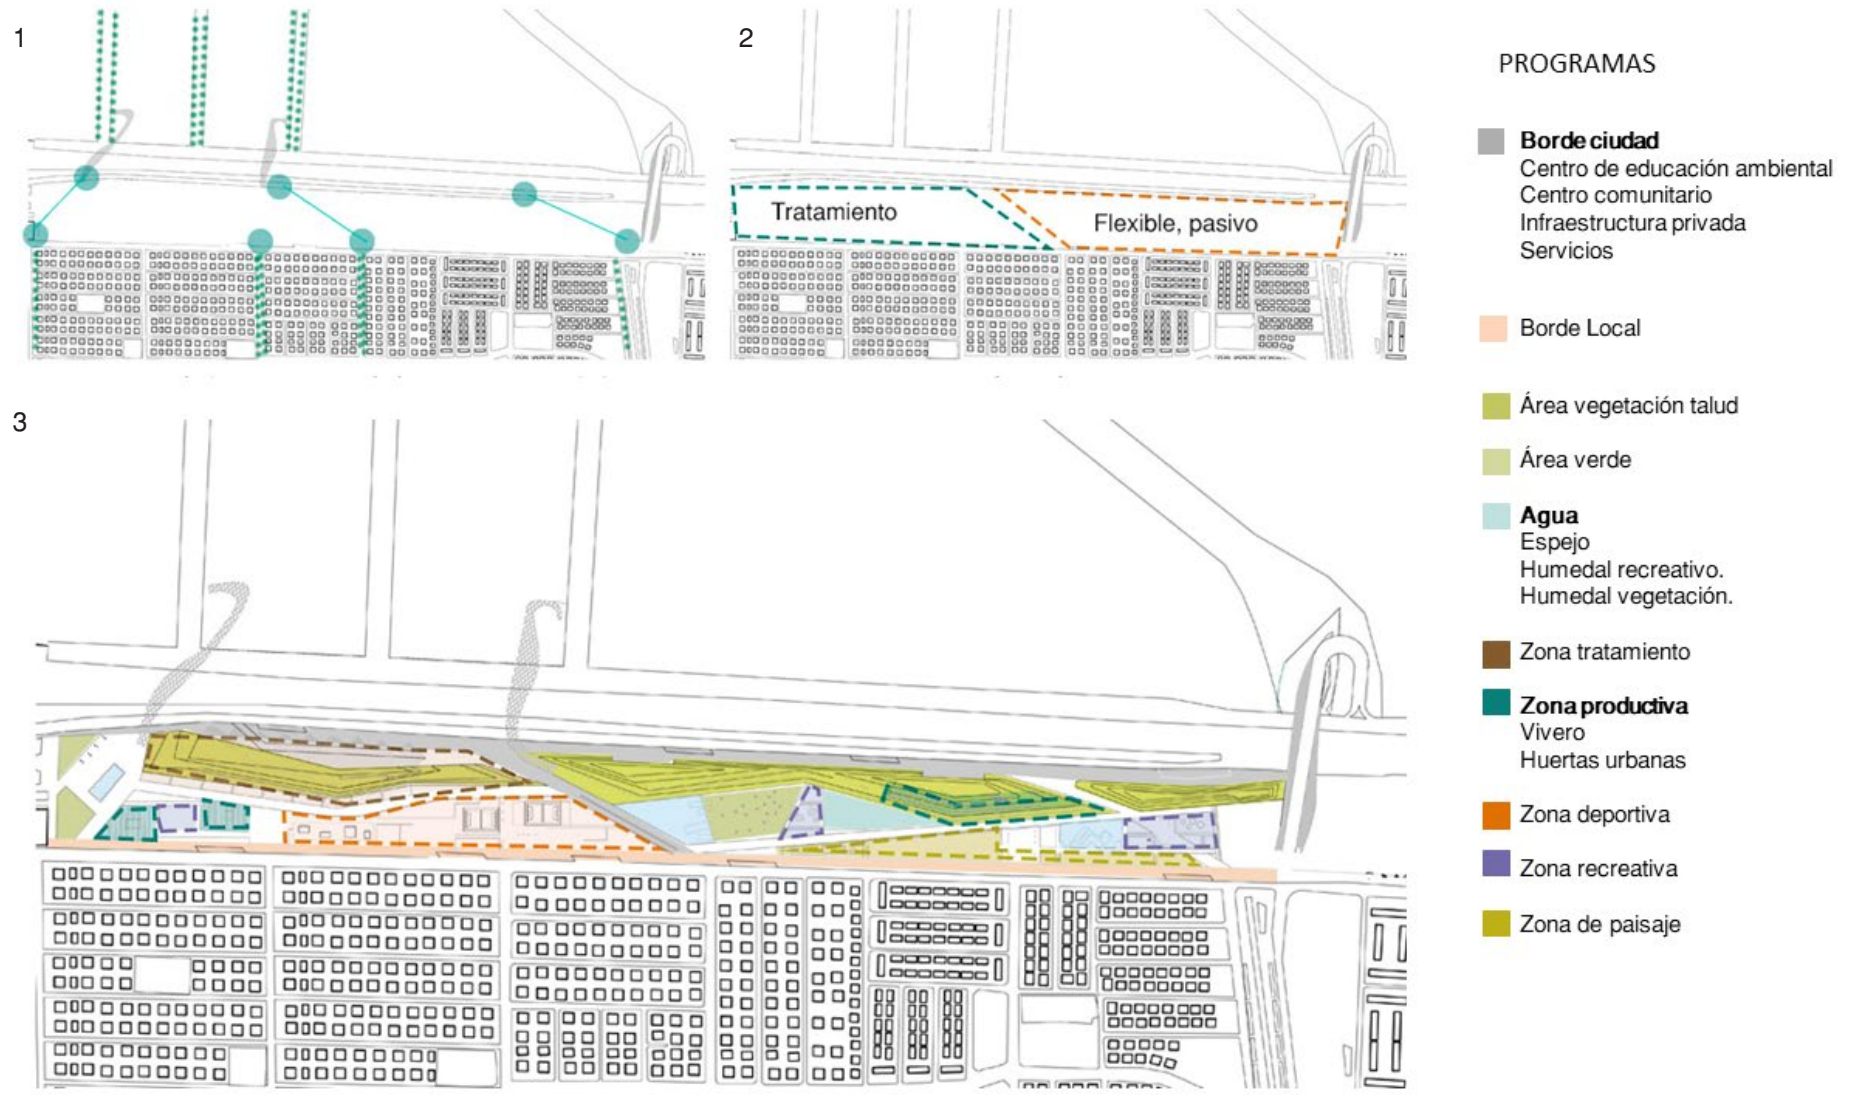 1
2
Tratamiento
Flexible, pasivo
3
PROGRAMAS
Borde ciudad
Centro de educación ambiental
Centro comunitario
Infraestructura privada
Servicios
Borde Local
Área vegetación talud
Área verde
Agua
Espejo
Humedal recreativo.
Humedal vegetación.
Zona tratamiento
Zona productiva
Vivero
Huertas urbanas
Zona deportiva
Zona recreativa
Zona de paisaje